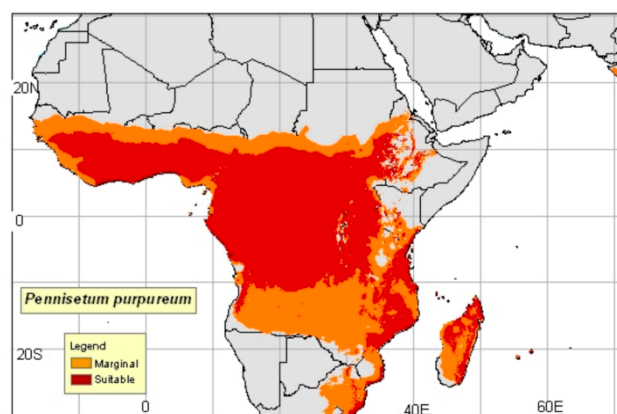 20N
0
Pennisetum purpureum
Legend
Marginal
Suitable
20S
0
40E
60E